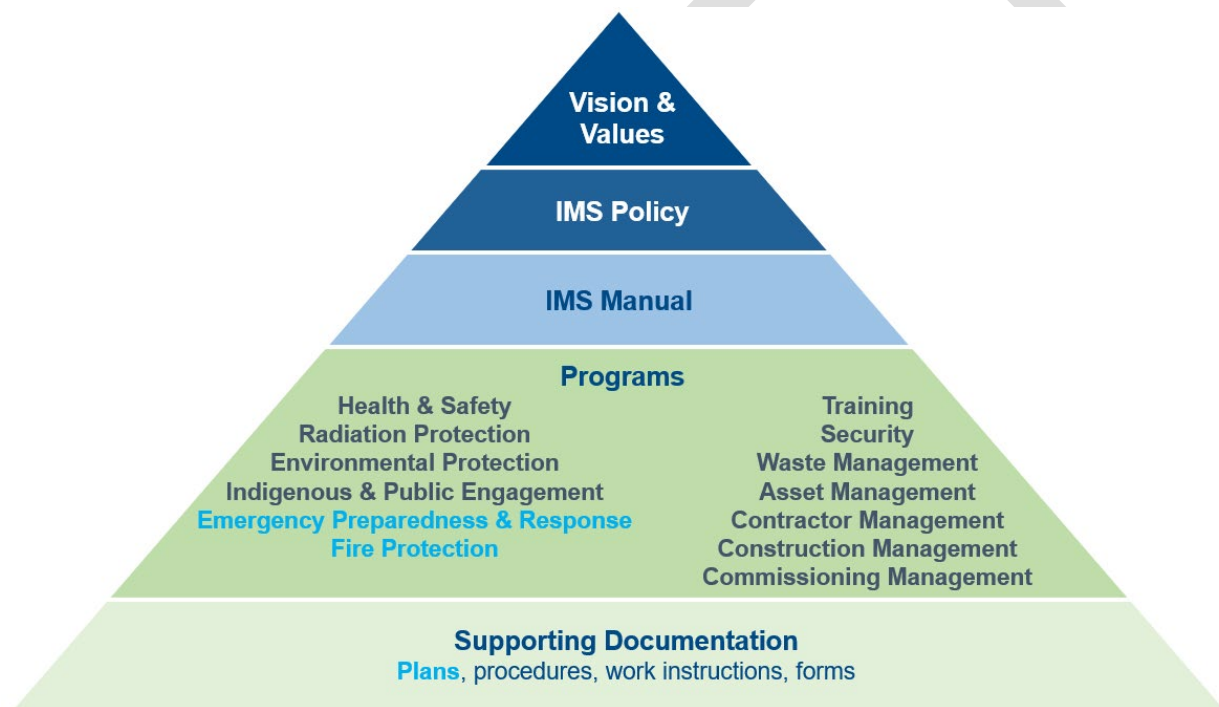 Vision &
Values
IMS Policy
IMS Manual
Programs
Health & Safety
Radiation Protection
Environmental Protection
Indigenous & Public Engagement
Emergency Preparedness & Response
Fire Protection
Training
Security
Waste Management
Asset Management
Contractor Management
Construction Management
Commissioning Management
Supporting Documentation
Plans, procedures, work instructions, forms